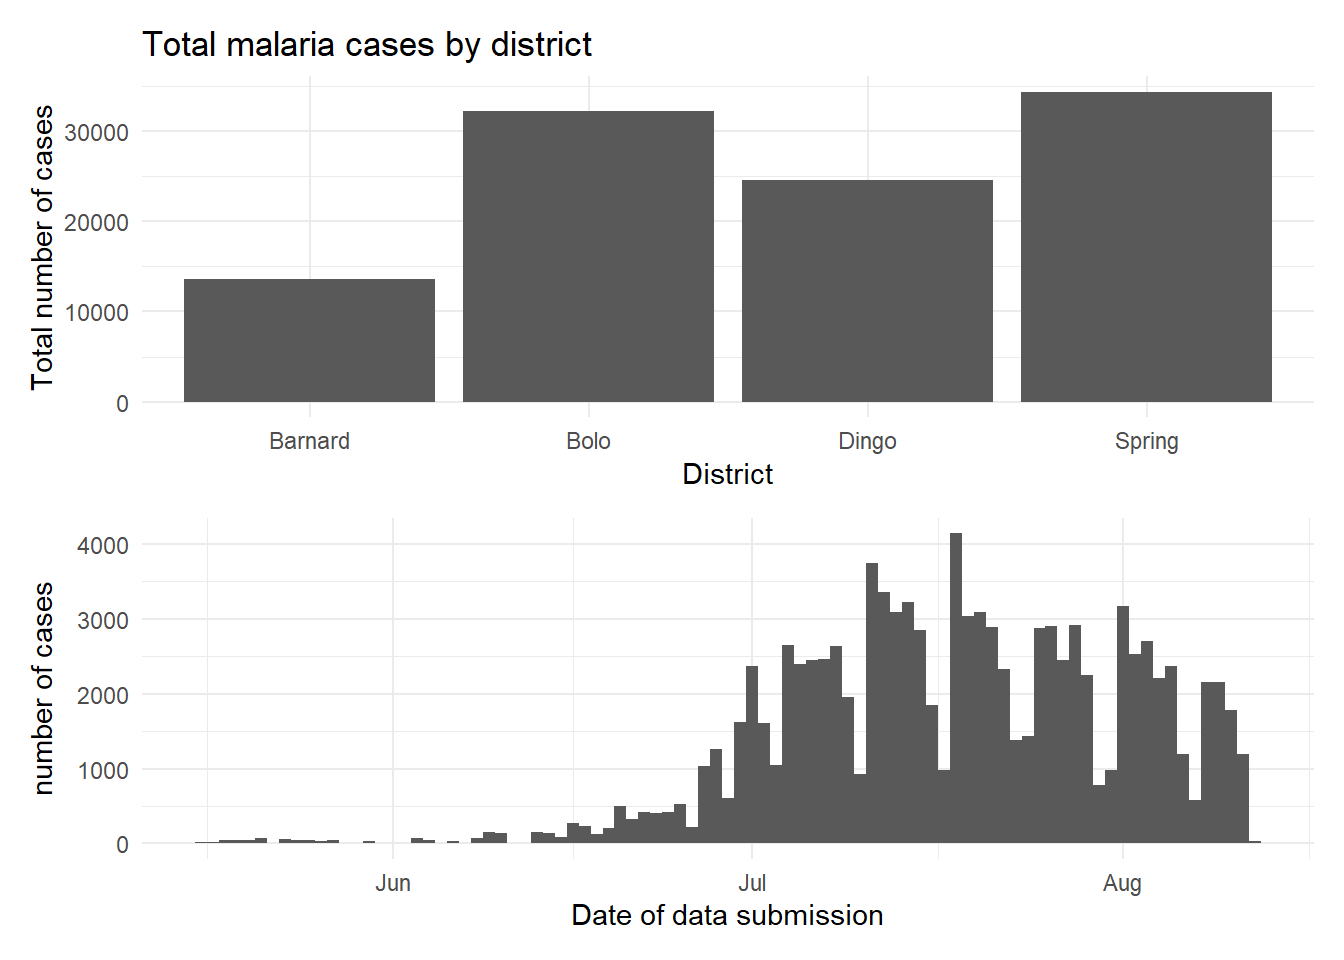 Total malaria cases by district
Total number of cases
30000
20000
10000
0
Barnard Bolo Dingo Spring
District
number of cases
4000
3000
2000
1000
0
Jun Jul Aug
Date of data submission